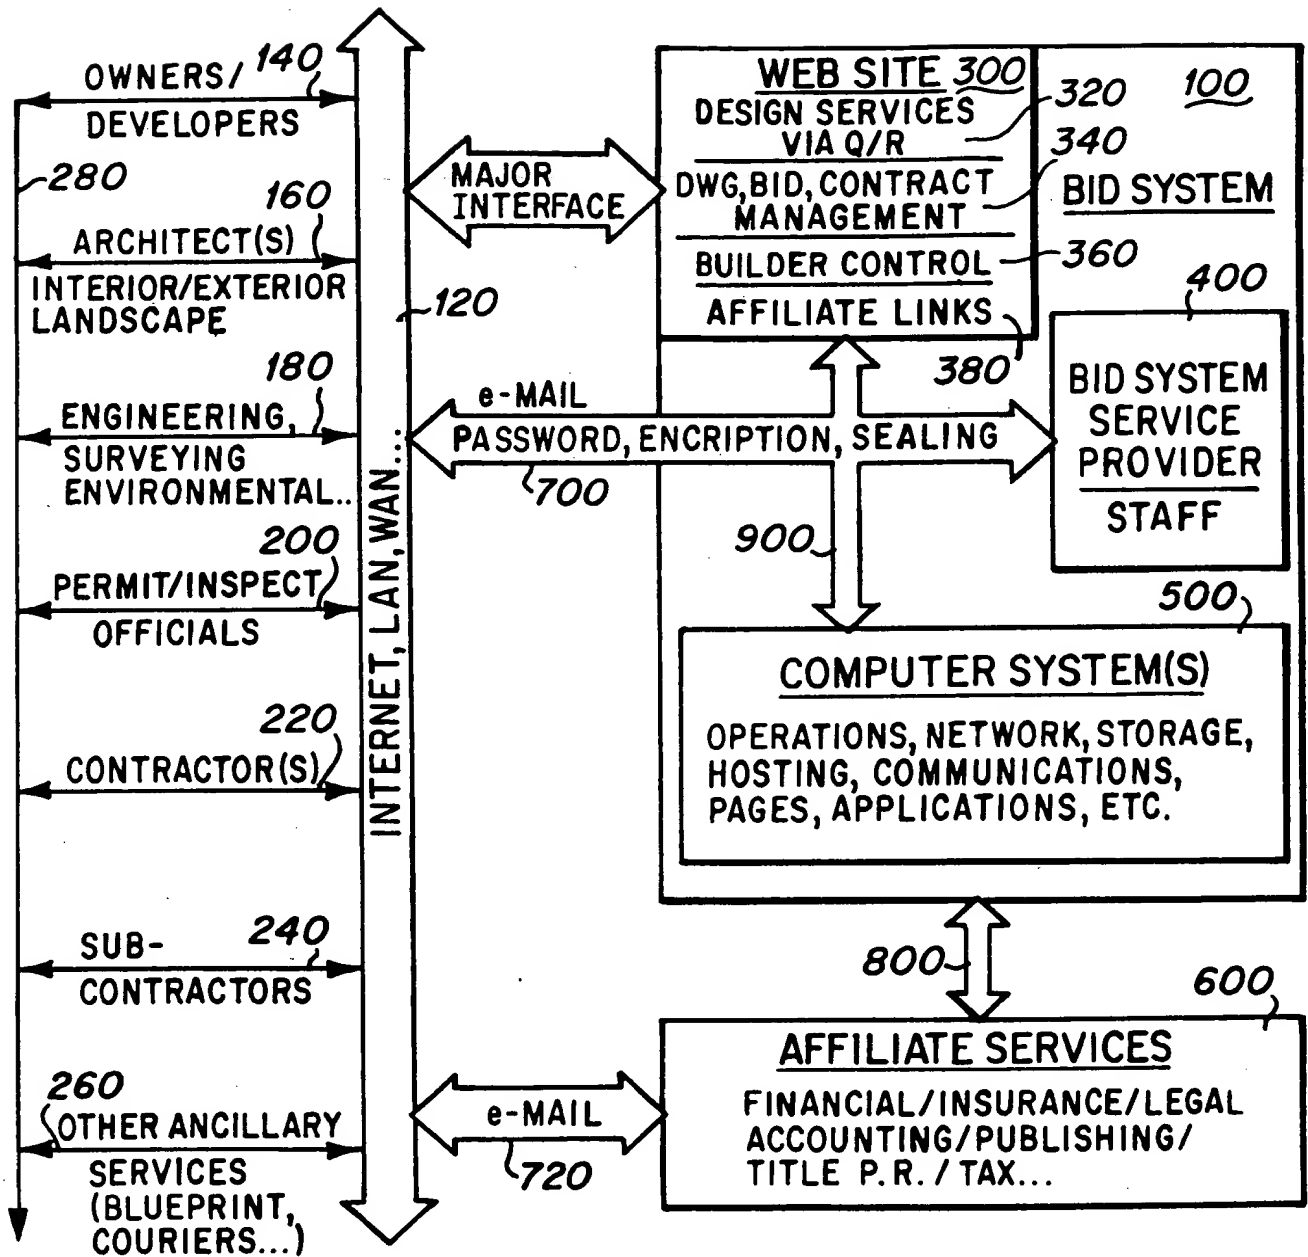 OWNERS/ 140
DEVELOPERS
280
160
ARCHITECT(S)
INTERIOR/EXTERIOR
LANDSCAPE
180
ENGINEERING,
SURVEYING
ENVIRONMENTAL..
200
PERMIT/INSPECT
OFFICIALS
220
CONTRACTOR(S)
SUB- 240
CONTRACTORS
260
OTHER ANCILLARY
SERVICES
(BLUEPRINT,
COURIERS...)
INTERNET, LAN, WAN...
120
MAJOR
INTERFACE
WEB SITE 300
DESIGN SERVICES
VIA Q/R
320
DWG, BID, CONTRACT
MANAGEMENT
340
BUILDER CONTROL
360
AFFILIATE LINKS
380
100
BID SYSTEM
400
BID SYSTEM
SERVICE
PROVIDER
STAFF
e-MAIL
PASSWORD, ENCRIPTION, SEALING
700
900
500
COMPUTER SYSTEM(S)
OPERATIONS, NETWORK, STORAGE,
HOSTING, COMMUNICATIONS,
PAGES, APPLICATIONS, ETC.
800
600
AFFILIATE SERVICES
FINANCIAL/INSURANCE/LEGAL
ACCOUNTING/PUBLISHING/
TITLE P.R./TAX...
e-MAIL
720